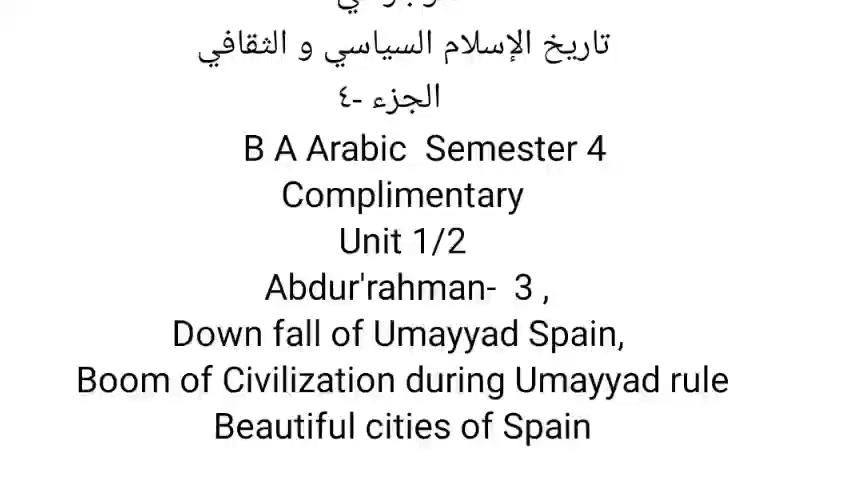 تاريخ الإسلام السياسي و الثقافي
الجزء -٤
B A Arabic Semester 4
Complimentary
Unit 1/2
Abdur'rahman- 3 ,
Down fall of Umayyad Spain,
Boom of Civilization during Umayyad rule
Beautiful cities of Spain